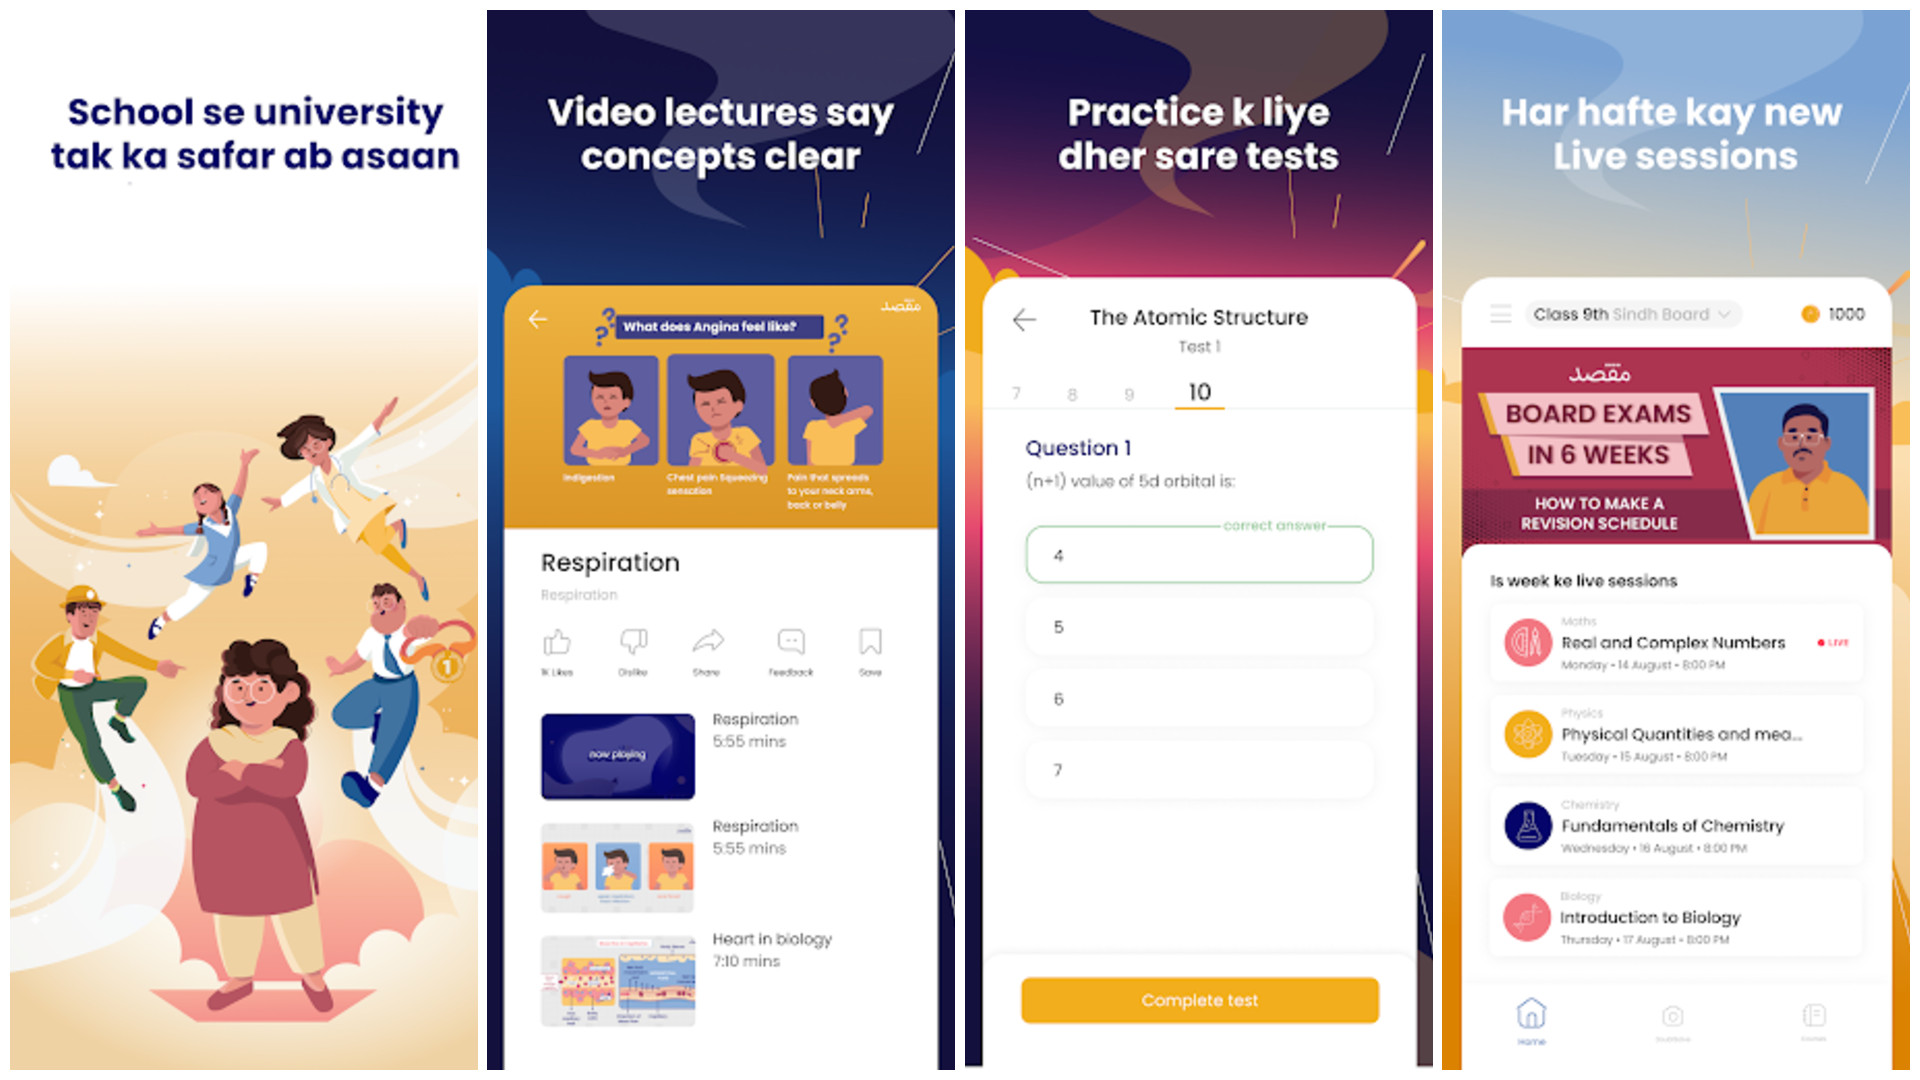 School se university
tak ka safar ab asaan
Video lectures say
concepts clear
مقصد
? ?
What does Angina feel like?
? ?
Indigestion
Chest pain Squeezing
sensation
Pain that spreads
to your neck arms,
back or belly
Respiration
Respiration
1K Likes
Dislike
Share
Feedback
Save
now playing
Respiration
5:55 mins
Respiration
5:55 mins
Heart in biology
7:10 mins
Practice k liye
dher sare tests
The Atomic Structure
Test 1
7 8 9 10
Question 1
(n+1) value of 5d orbital is:
correct answer
4
5
6
7
Complete test
Har hafte kay new
Live sessions
Class 9th Sindh Board
1000
مقصد
BOARD EXAMS
IN 6 WEEKS
HOW TO MAKE A
REVISION SCHEDULE
Is week ke live sessions
Maths
Real and Complex Numbers
LIVE
Monday • 14 August • 8:00 PM
Physics
Physical Quantities and mea...
Tuesday • 15 August • 8:00 PM
Chemistry
Fundamentals of Chemistry
Wednesday • 16 August • 8:00 PM
Biology
Introduction to Biology
Thursday • 17 August • 8:00 PM
Home
1